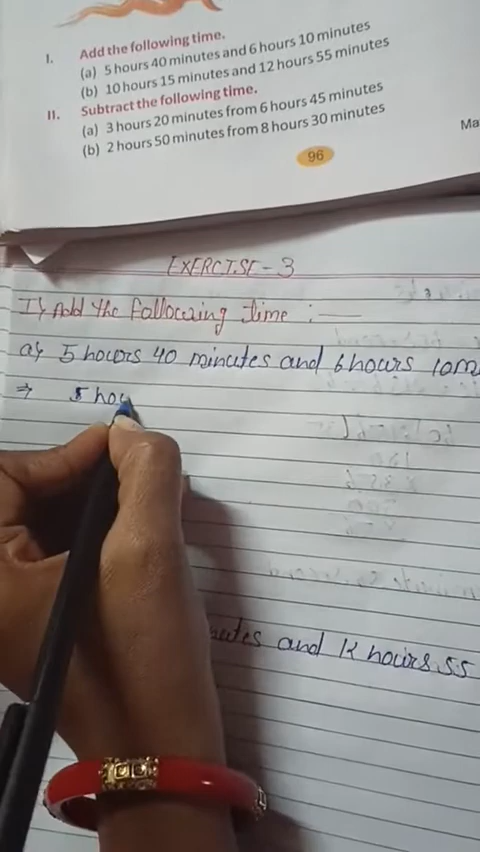 I. Add the following time.
(a) 5 hours 40 minutes and 6 hours 10 minutes
(b) 10 hours 15 minutes and 12 hours 55 minutes
II. Subtract the following time.
(a) 3 hours 20 minutes from 6 hours 45 minutes
(b) 2 hours 50 minutes from 8 hours 30 minutes
Ma
96
EXERCISE-3
I) Add the following time :—
a) 5 hours 40 minutes and 6 hours 10m
⇒ 5 hou
nutes and 12 hours 55